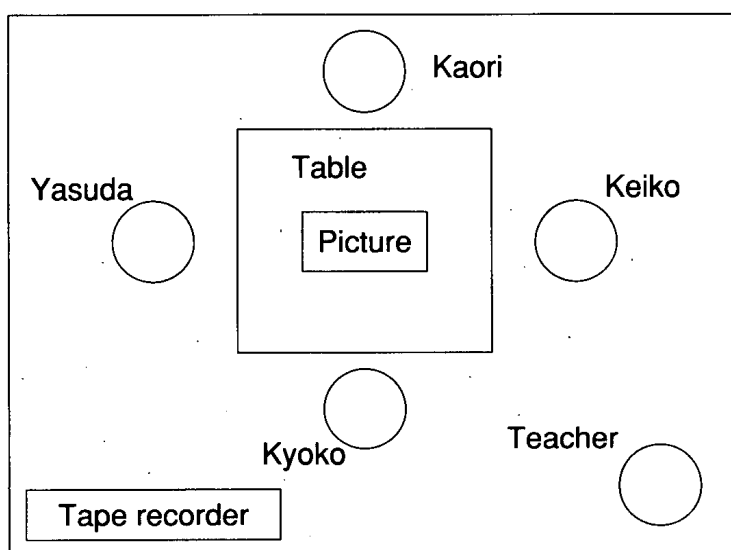 Kaori
Table
Yasuda
Keiko
Picture
Teacher
Kyoko
Tape recorder